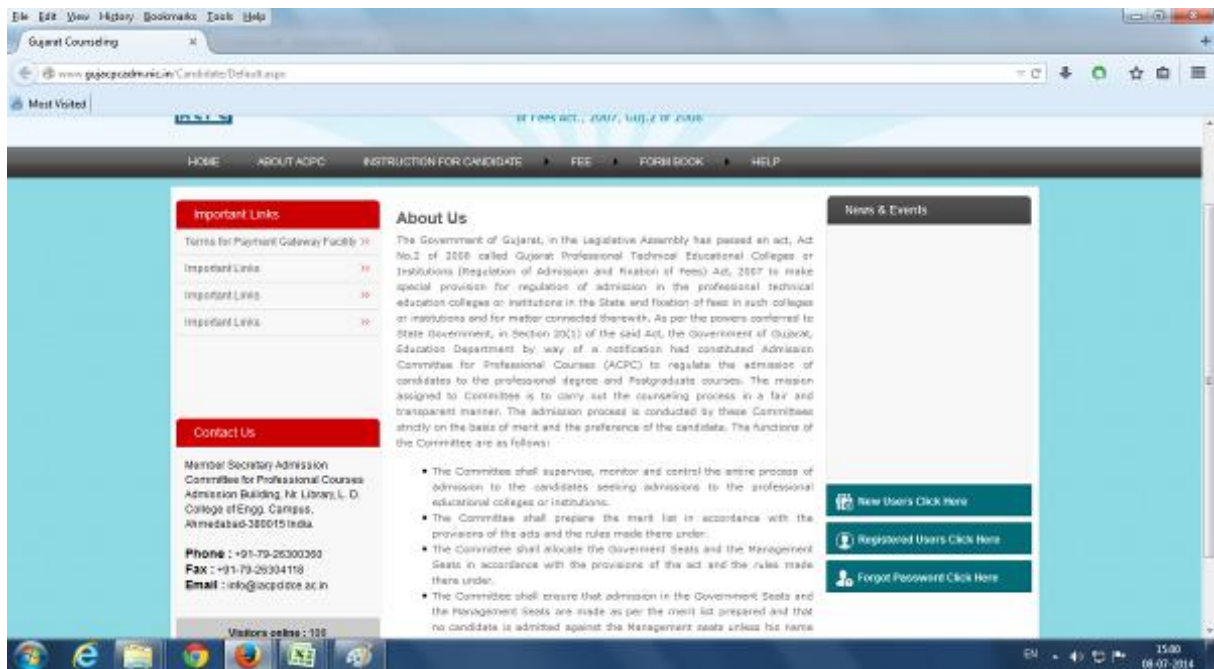 File Edit View History Bookmarks Tools Help
Gujarat Counseling
www.gujacpcadm.nic.in/Candidate/Default.aspx
Most Visited
of Fees Act., 2007, Guj.2 of 2008
HOME ABOUT ACPC INSTRUCTION FOR CANDIDATE FEE FORM BOOK HELP
Important Links
Terms for Payment Gateway Facility >>
Important Links >>
Important Links >>
Important Links >>
Contact Us
Member Secretary Admission
Committee for Professional Courses
Admission Building, Nr. Library, L. D.
College of Engg. Campus,
Ahmedabad-380015 India.
Phone : +91-79-26300360
Fax : +91-79-26304118
Email : info@
Visitors online : 100
About Us
The Government of Gujarat, in the Legislative Assembly has passed an act, Act
No.2 of 2008 called Gujarat Professional Technical Educational Colleges or
Institutions (Regulation of Admission and Fixation of Fees) Act, 2007 to make
special provision for regulation of admission in the professional technical
education colleges or institutions in the State and fixation of fees in such colleges
or institutions and for matter connected therewith. As per the powers conferred to
State Government, in Section 20(1) of the said Act, the Government of Gujarat,
Education Department by way of a notification had constituted Admission
Committee for Professional Courses (ACPC) to regulate the admission of
candidates to the professional degree and Postgraduate courses. The mission
assigned to Committee is to carry out the counseling process in a fair and
transparent manner. The admission process is conducted by these Committees
strictly on the basis of merit and the preference of the candidate. The functions of
the Committee are as follows:
• The Committee shall supervise, monitor and control the entire process of
admission to the candidates seeking admissions to the professional
educational colleges or institutions.
• The Committee shall prepare the merit list in accordance with the
provisions of the acts and the rules made there under.
• The Committee shall allocate the Goverment Seats and the Management
Seats in accordance with the provisions of the act and the rules made
there under.
• The Committee shall ensure that admission in the Government Seats and
the Management Seats are made as per the merit list prepared and that
no candidate is admitted against the Management seats unless his name
News & Events
New Users Click Here
Registered Users Click Here
Forgot Password Click Here
EN
15:00
08-07-2014